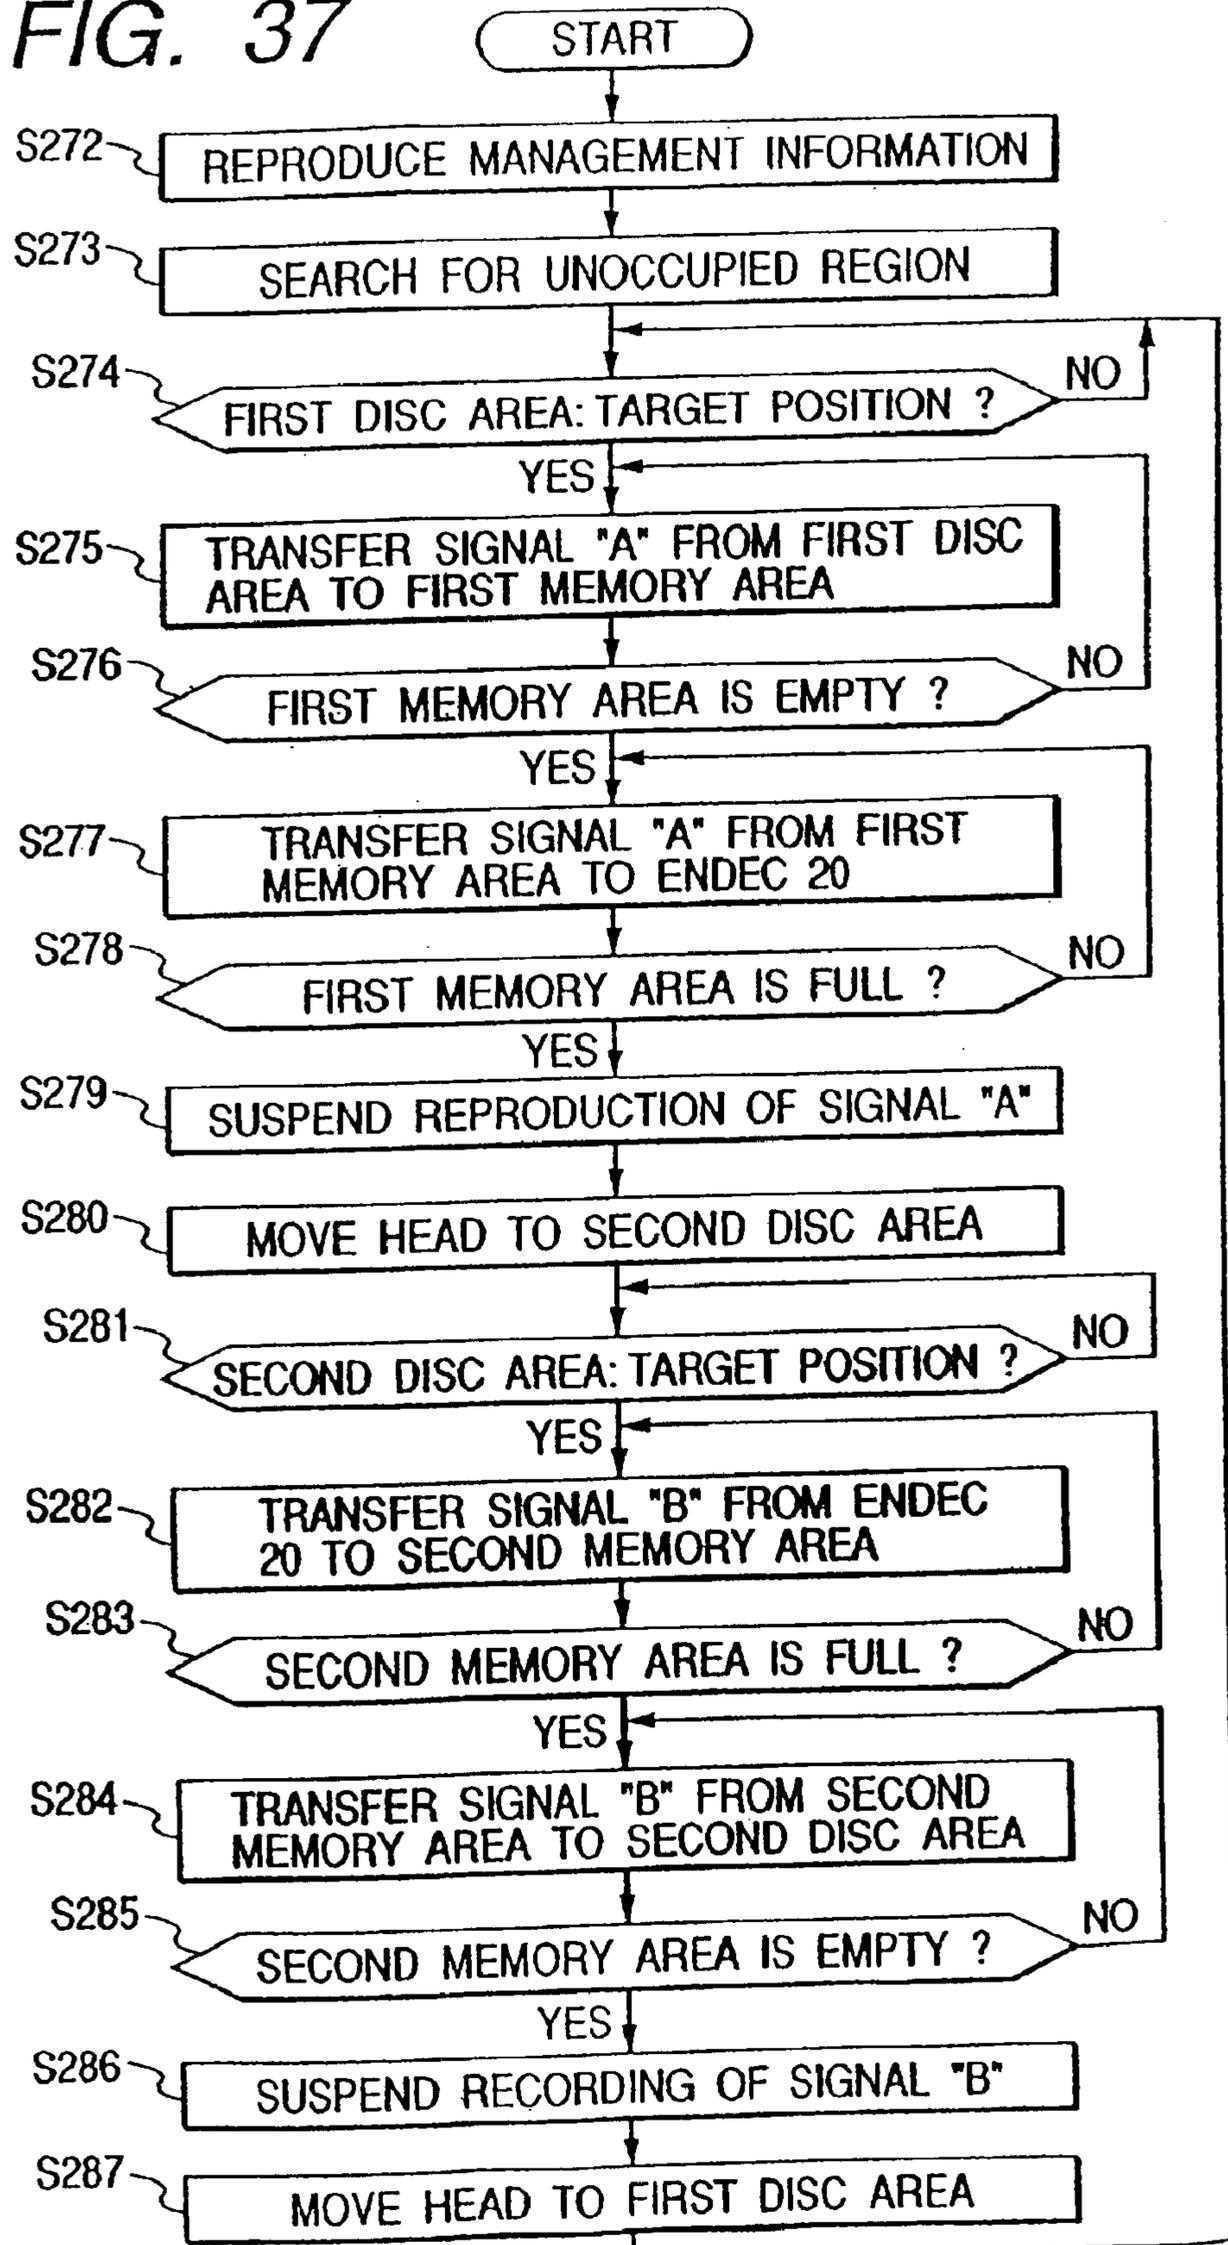 FIG. 37
START
S272
REPRODUCE MANAGEMENT INFORMATION
S273
SEARCH FOR UNOCCUPIED REGION
S274
FIRST DISC AREA: TARGET POSITION ?
NO
YES
S275
TRANSFER SIGNAL "A" FROM FIRST DISC
AREA TO FIRST MEMORY AREA
S276
FIRST MEMORY AREA IS EMPTY ?
NO
YES
S277
TRANSFER SIGNAL "A" FROM FIRST
MEMORY AREA TO ENDEC 20
S278
FIRST MEMORY AREA IS FULL ?
NO
YES
S279
SUSPEND REPRODUCTION OF SIGNAL "A"
S280
MOVE HEAD TO SECOND DISC AREA
S281
SECOND DISC AREA: TARGET POSITION ?
NO
YES
S282
TRANSFER SIGNAL "B" FROM ENDEC
20 TO SECOND MEMORY AREA
S283
SECOND MEMORY AREA IS FULL ?
NO
YES
S284
TRANSFER SIGNAL "B" FROM SECOND
MEMORY AREA TO SECOND DISC AREA
S285
SECOND MEMORY AREA IS EMPTY ?
NO
YES
S286
SUSPEND RECORDING OF SIGNAL "B"
S287
MOVE HEAD TO FIRST DISC AREA